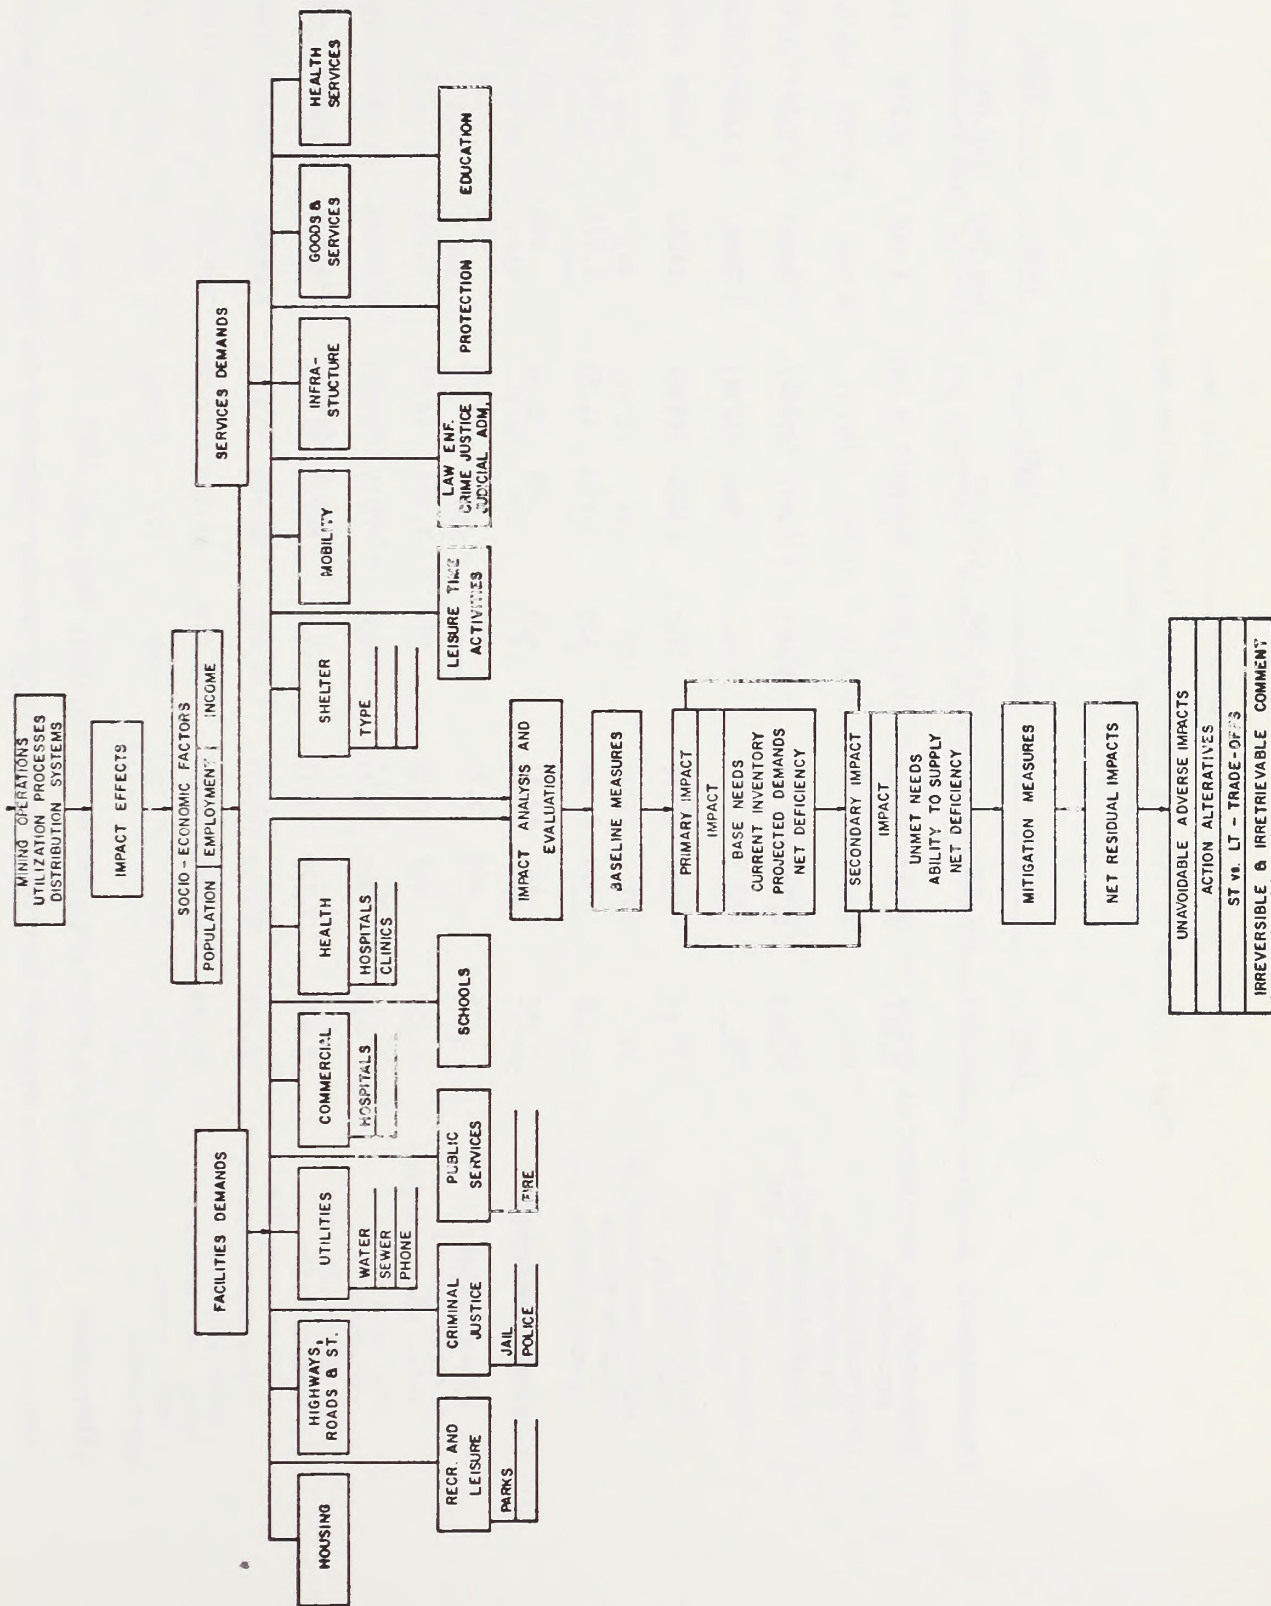 MINING OPERATIONS
UTILIZATION PROCESSES
DISTRIBUTION SYSTEMS
IMPACT EFFECTS
SOCIO-ECONOMIC FACTORS
POPULATION EMPLOYMENT INCOME
FACILITIES DEMANDS
SERVICES DEMANDS
HOUSING
HIGHWAYS,
ROADS & ST.
UTILITIES
WATER
SEWER
PHONE
COMMERCIAL
HOSPITALS
HEALTH
HOSPITALS
CLINICS
SHELTER
TYPE
MOBILITY
INFRA-
STUCTURE
GOODS &
SERVICES
HEALTH
SERVICES
RECR. AND
LEISURE
PARKS
CRIMINAL
JUSTICE
JAIL
POLICE
PUBLIC
SERVICES
FIRE
SCHOOLS
LEISURE TIME
ACTIVITIES
LAW ENF.
CRIME JUSTICE
JUDICIAL ADM,
PROTECTION
EDUCATION
IMPACT ANALYSIS AND
EVALUATION
BASELINE MEASURES
PRIMARY IMPACT
IMPACT
BASE NEEDS
CURRENT INVENTORY
PROJECTED DEMANDS
NET DEFICIENCY
SECONDARY IMPACT
IMPACT
UNMET NEEDS
ABILITY TO SUPPLY
NET DEFICIENCY
MITIGATION MEASURES
NET RESIDUAL IMPACTS
UNAVOIDABLE ADVERSE IMPACTS
ACTION ALTERATIVES
ST vs. LT - TRADE-OFFS
IRREVERSIBLE & IRRETRIEVABLE COMMENT